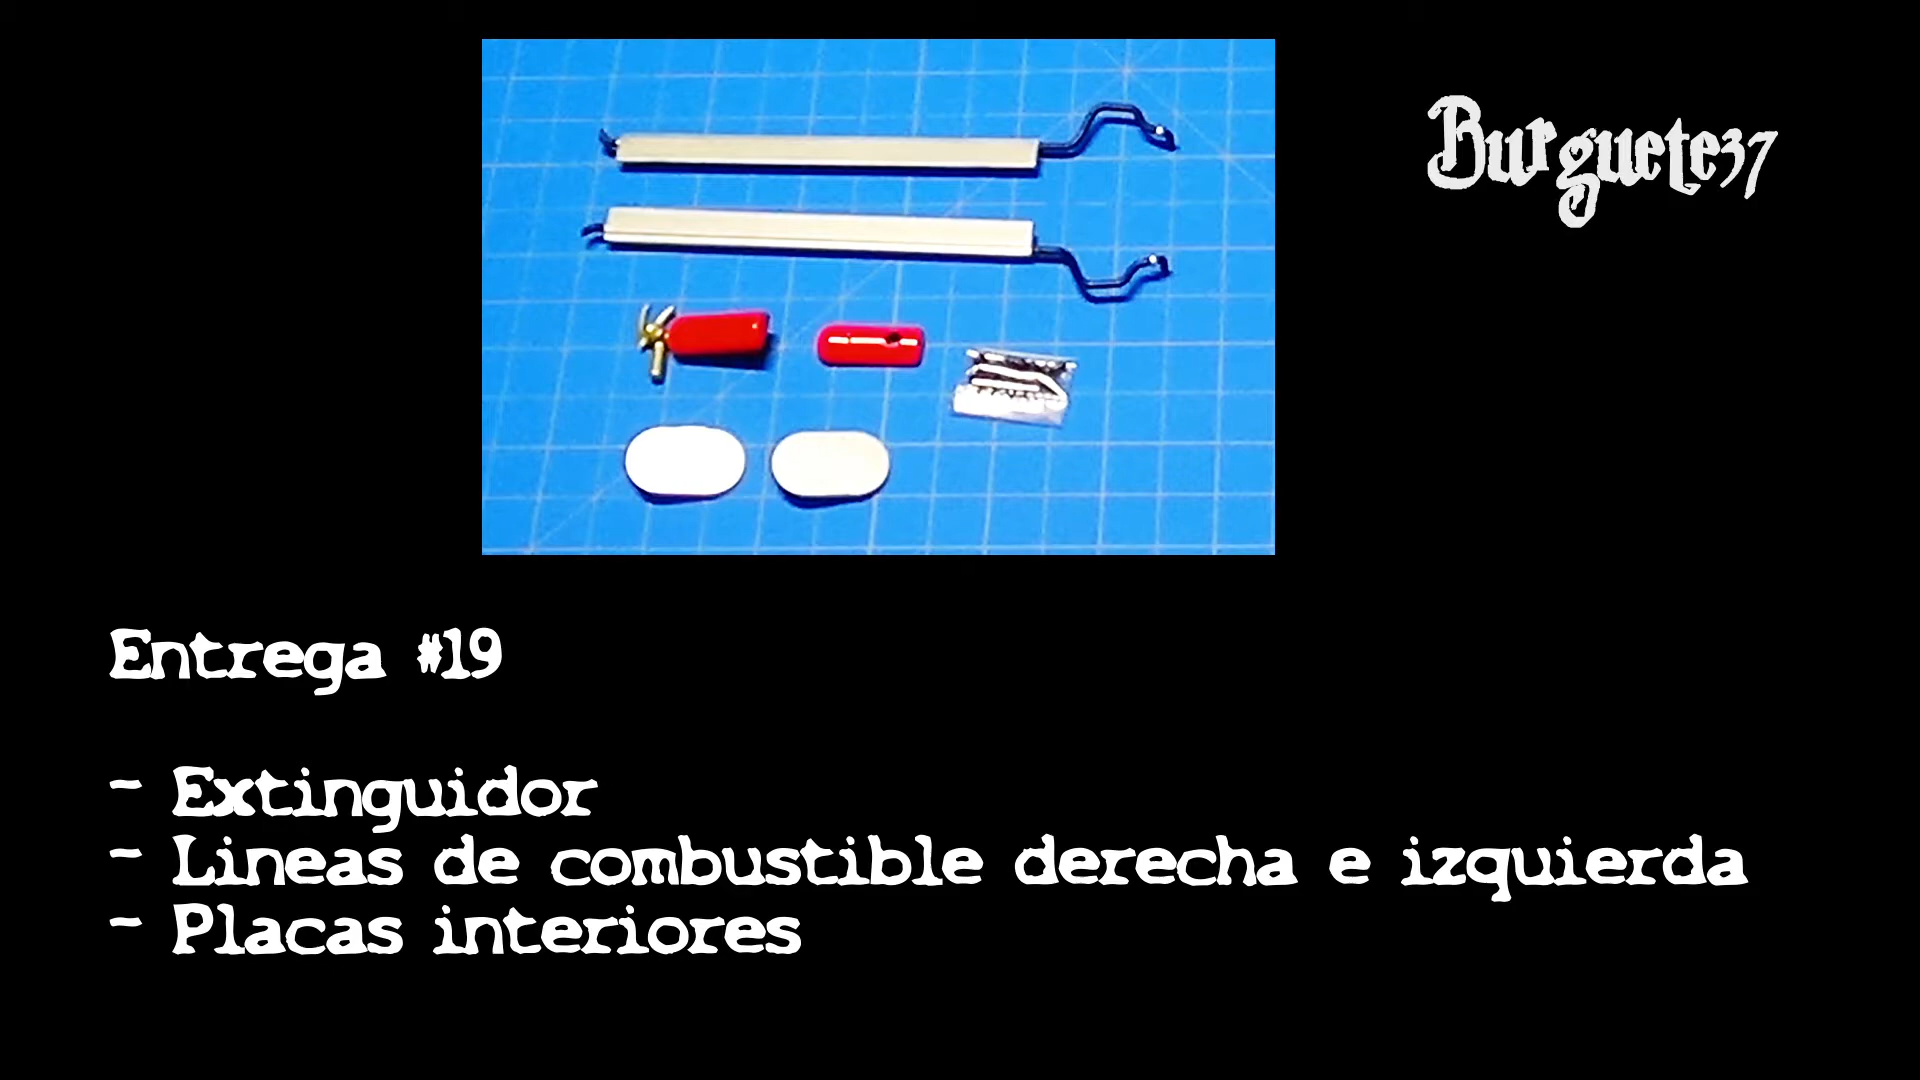 Burguete37
Entrega #19
- Extinguidor
- Lineas de combustible derecha e izquierda
- Placas interiores